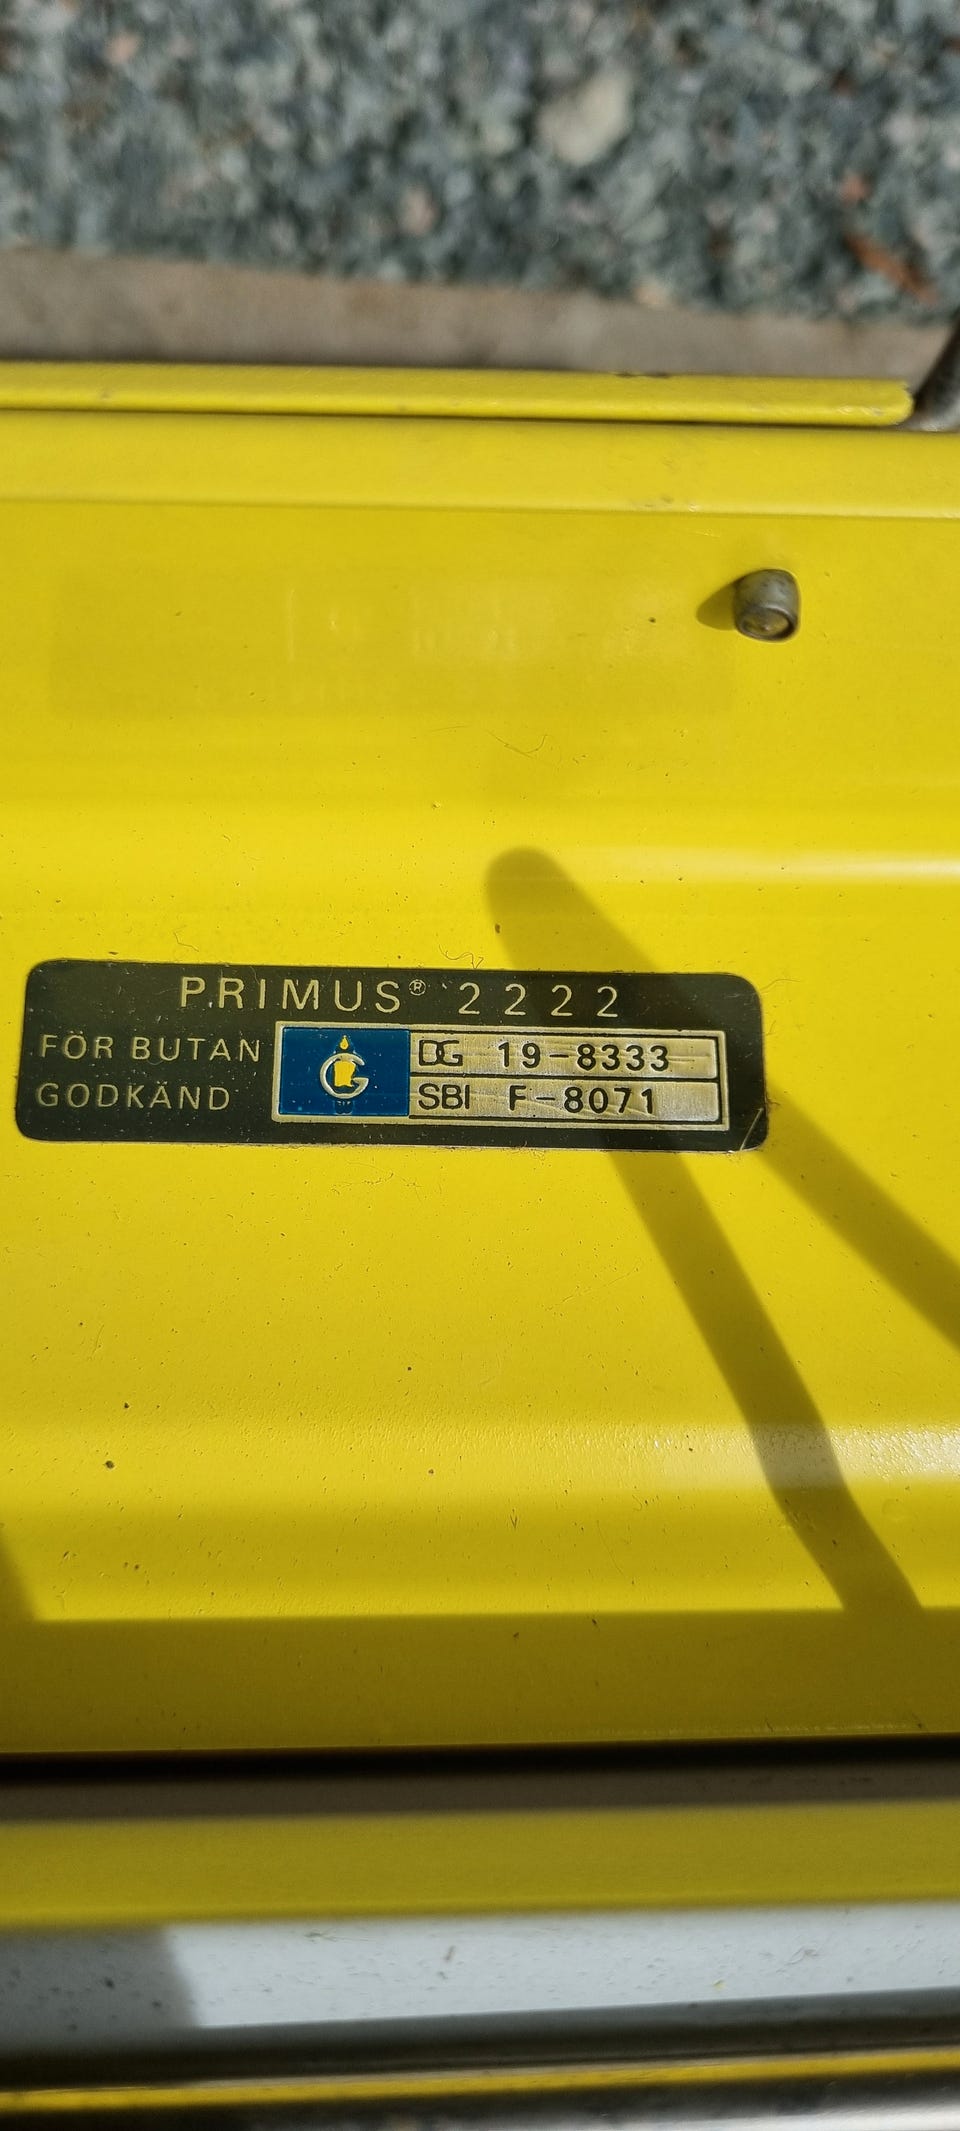 PRIMUS® 2222
FÖR BUTAN
GODKÄND
G
DG 19-8333
SBI F-8071